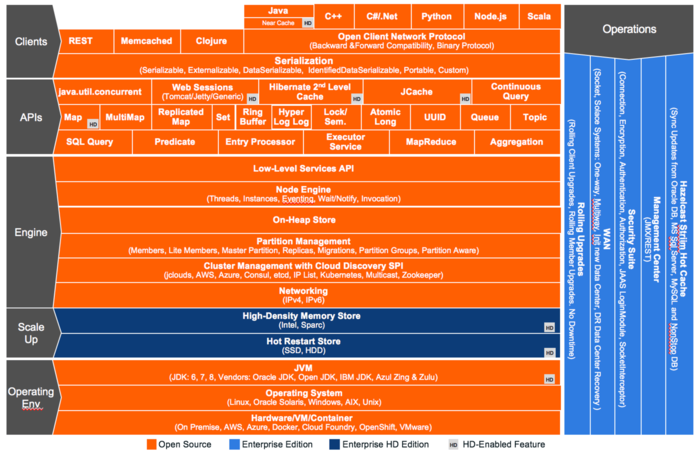 Clients
Java
Near Cache
HD
C++
C#/.Net
Python
Node.js
Scala
REST
Memcached
Clojure
Open Client Network Protocol
(Backward &Forward Compatibility, Binary Protocol)
Serialization
(Serializable, Externalizable, DataSerializable, IdentifiedDataSerializable, Portable, Custom)
APIs
java.util.concurrent
Web Sessions
(Tomcat/Jetty/Generic)
HD
Hibernate 2nd Level
Cache
HD
JCache
HD
Continuous
Query
Map
HD
MultiMap
Replicated
Map
Set
Ring
Buffer
Hyper
Log Log
Lock/
Sem.
Atomic
Long
UUID
Queue
Topic
SQL Query
Predicate
Entry Processor
Executor
Service
MapReduce
Aggregation
Engine
Low-Level Services API
Node Engine
(Threads, Instances, Eventing, Wait/Notify, Invocation)
On-Heap Store
Partition Management
(Members, Lite Members, Master Partition, Replicas, Migrations, Partition Groups, Partition Aware)
Cluster Management with Cloud Discovery SPI
(jclouds, AWS, Azure, Consul, etcd, IP List, Kubernetes, Multicast, Zookeeper)
Networking
(IPv4, IPv6)
Scale
Up
High-Density Memory Store
(Intel, Sparc)
HD
Hot Restart Store
(SSD, HDD)
HD
Operating
Env
JVM
(JDK: 6, 7, 8, Vendors: Oracle JDK, Open JDK, IBM JDK, Azul Zing & Zulu)
HD
Operating System
(Linux, Oracle Solaris, Windows, AIX, Unix)
Hardware/VM/Container
(On Premise, AWS, Azure, Docker, Cloud Foundry, OpenShift, VMware)
Operations
Rolling Upgrades
(Rolling Client Upgrades, Rolling Member Upgrades. No Downtime)
WAN
(Socket, Solace Systems: One-way, Multiway, Init new Data Center, DR Data Center Recovery )
Security Suite
(Connection, Encryption, Authentication, Authorization, JAAS LoginModule, SocketInterceptor)
Management Center
(JMX/REST)
Hazelcast Striim Hot Cache
(Sync Updates from Oracle DB, MS SQL Server, MySQL and NonStop DB)
Open Source
Enterprise Edition
Enterprise HD Edition
HD
HD-Enabled Feature